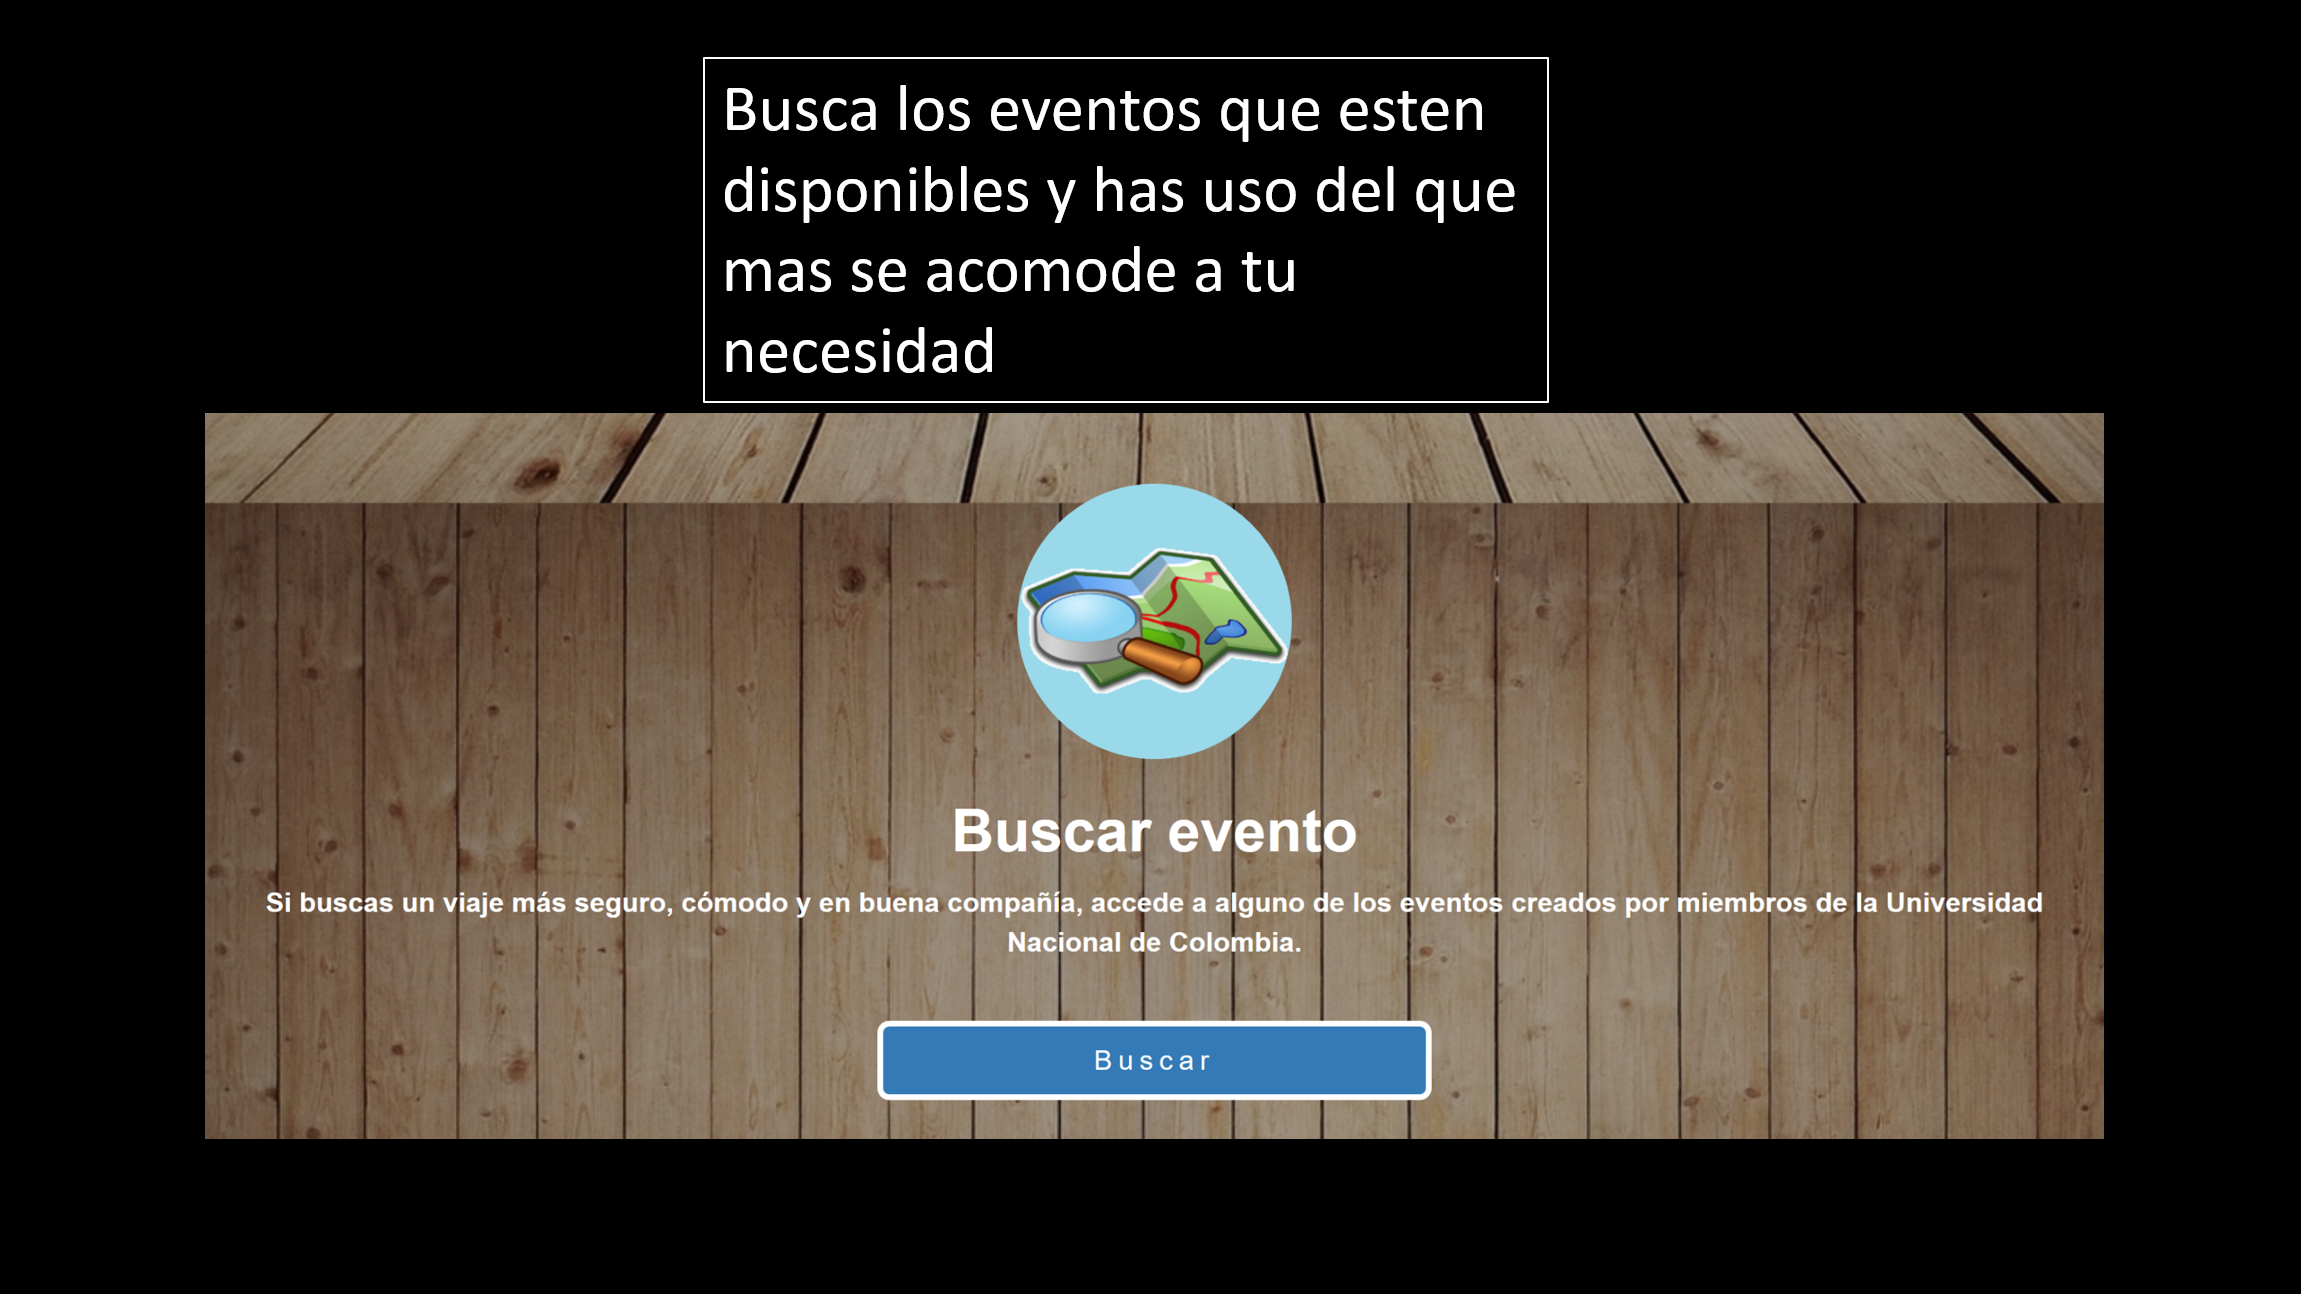 Busca los eventos que esten
disponibles y has uso del que
mas se acomode a tu
necesidad
Buscar evento
Si buscas un viaje más seguro, cómodo y en buena compañía, accede a alguno de los eventos creados por miembros de la Universidad
Nacional de Colombia.
Buscar